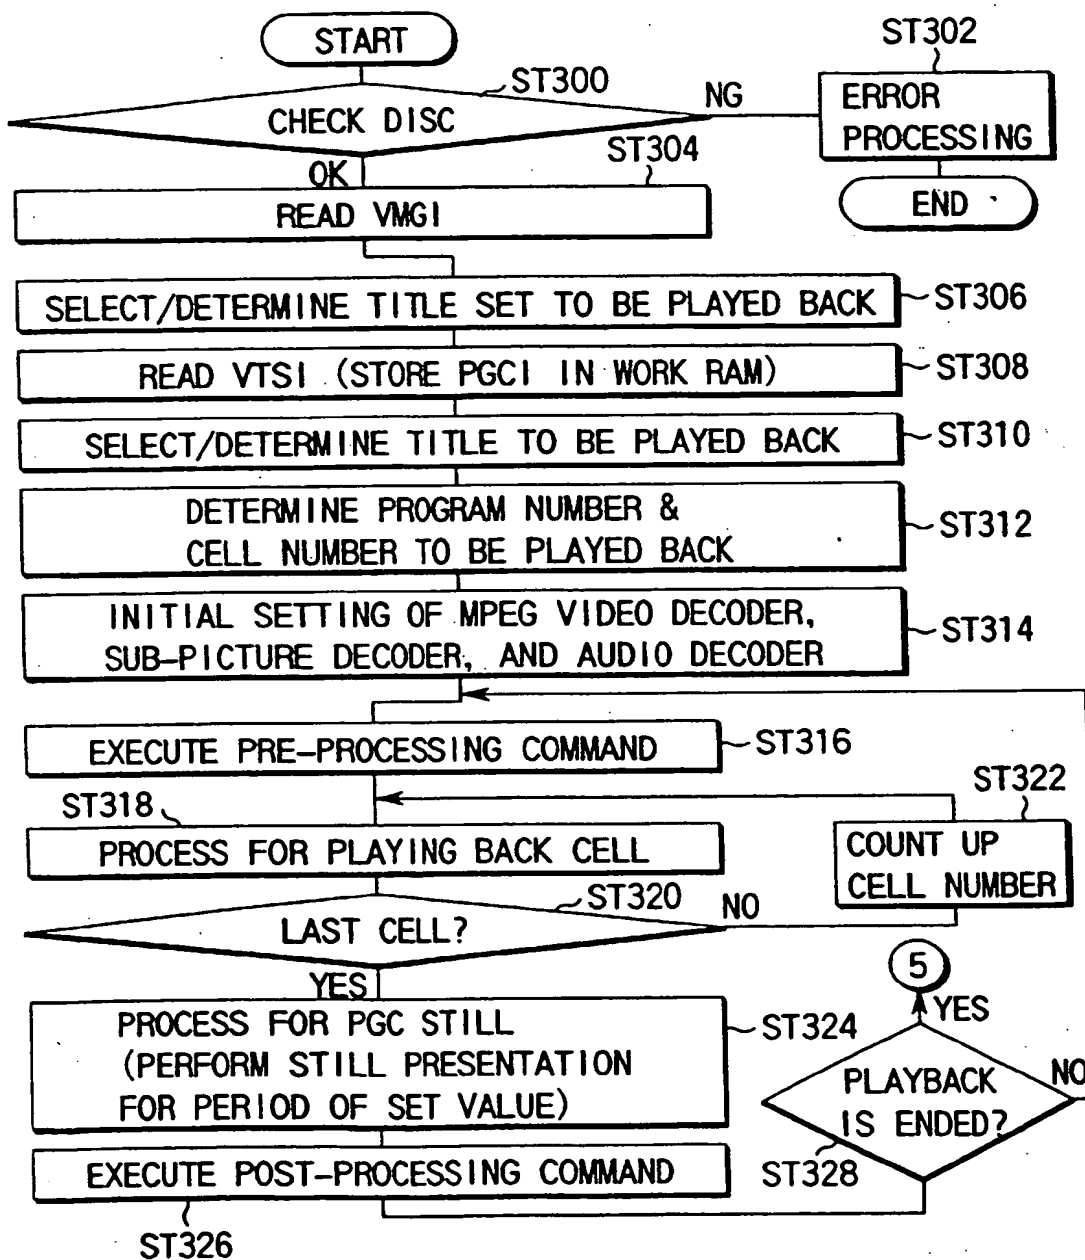 START
ST300
CHECK DISC
NG
ST302
ERROR
PROCESSING
END
OK
ST304
READ VMGI
SELECT/DETERMINE TITLE SET TO BE PLAYED BACK
ST306
READ VTSI (STORE PGCI IN WORK RAM)
ST308
SELECT/DETERMINE TITLE TO BE PLAYED BACK
ST310
DETERMINE PROGRAM NUMBER &
CELL NUMBER TO BE PLAYED BACK
ST312
INITIAL SETTING OF MPEG VIDEO DECODER,
SUB-PICTURE DECODER, AND AUDIO DECODER
ST314
EXECUTE PRE-PROCESSING COMMAND
ST316
ST318
PROCESS FOR PLAYING BACK CELL
ST322
COUNT UP
CELL NUMBER
ST320
LAST CELL?
NO
YES
PROCESS FOR PGC STILL
(PERFORM STILL PRESENTATION
FOR PERIOD OF SET VALUE)
ST324
5
YES
PLAYBACK
IS ENDED?
NO
ST328
EXECUTE POST-PROCESSING COMMAND
ST326